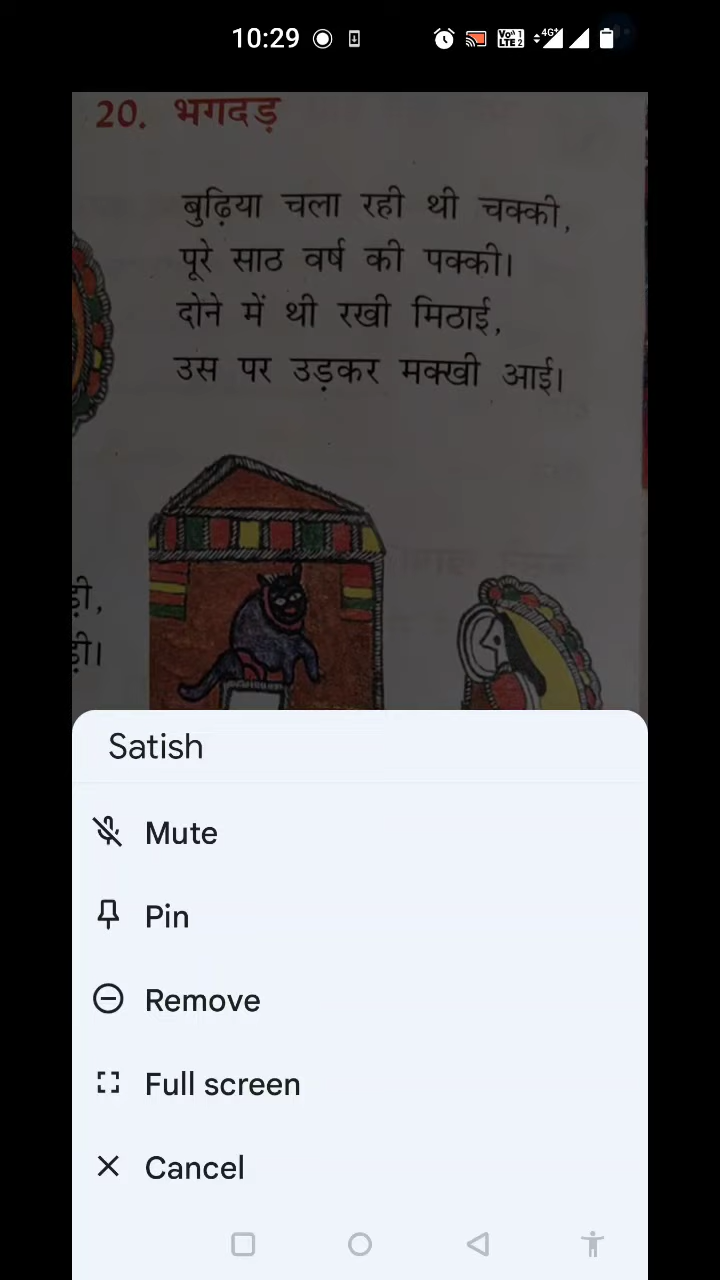 10:29
4G+
20. भगदड़
बुढ़िया चला रही थी चक्की,
पूरे साठ वर्ष की पक्की।
दोने में थी रखी मिठाई,
उस पर उड़कर मक्खी आई।
Satish
Mute
Pin
Remove
Full screen
Cancel